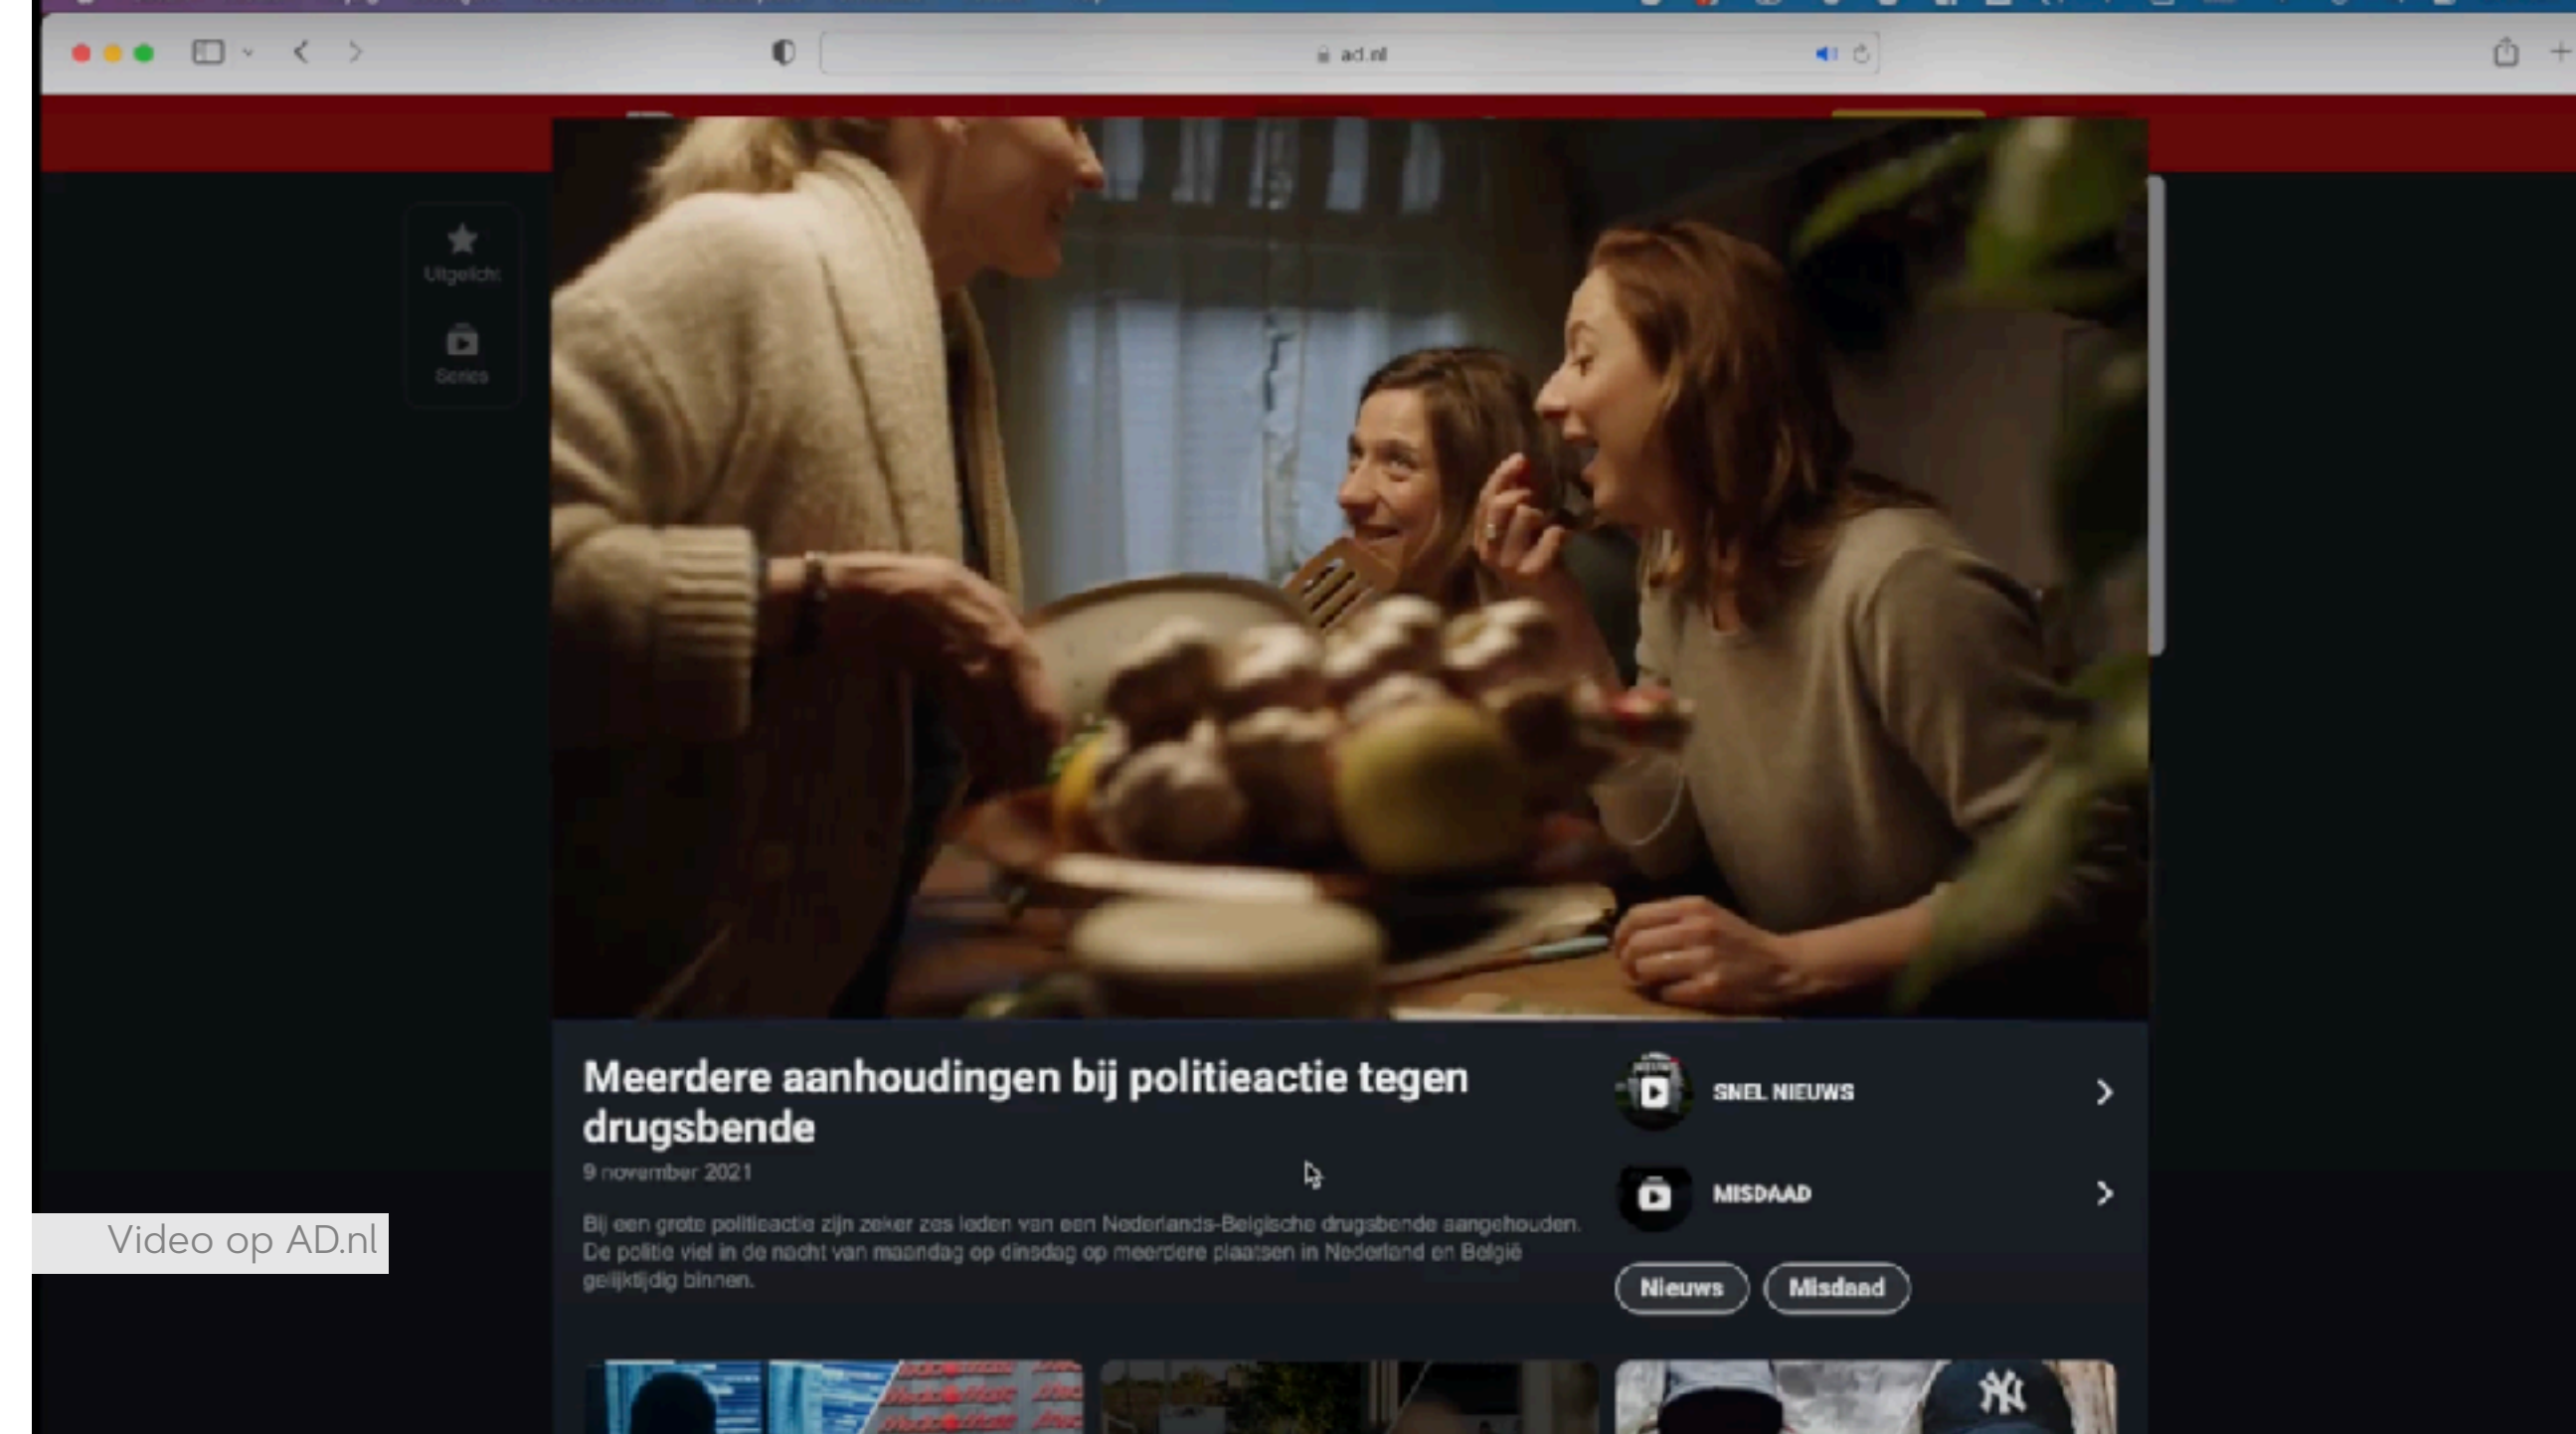 ad.nl
Uitgelicht
Series
Meerdere aanhoudingen bij politieactie tegen
drugsbende
9 november 2021
Bij een grote politieactie zijn zeker zes leden van een Nederlands-Belgische drugsbende aangehouden.
De politie viel in de nacht van maandag op dinsdag op meerdere plaatsen in Nederland en België
gelijktijdig binnen.
SNEL NIEUWS
MISDAAD
Nieuws Misdaad
Video op AD.nl
NY